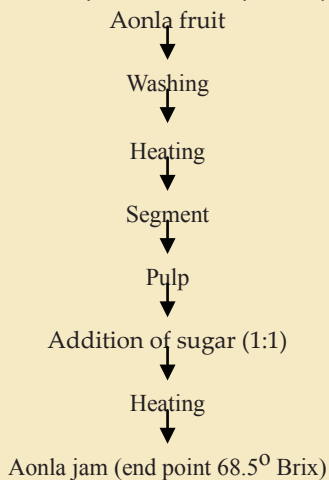 Aonla fruit
Washing
Heating
Segment
Pulp
Addition of sugar (1:1)
Heating
Aonla jam (end point 68.5⁰ Brix)